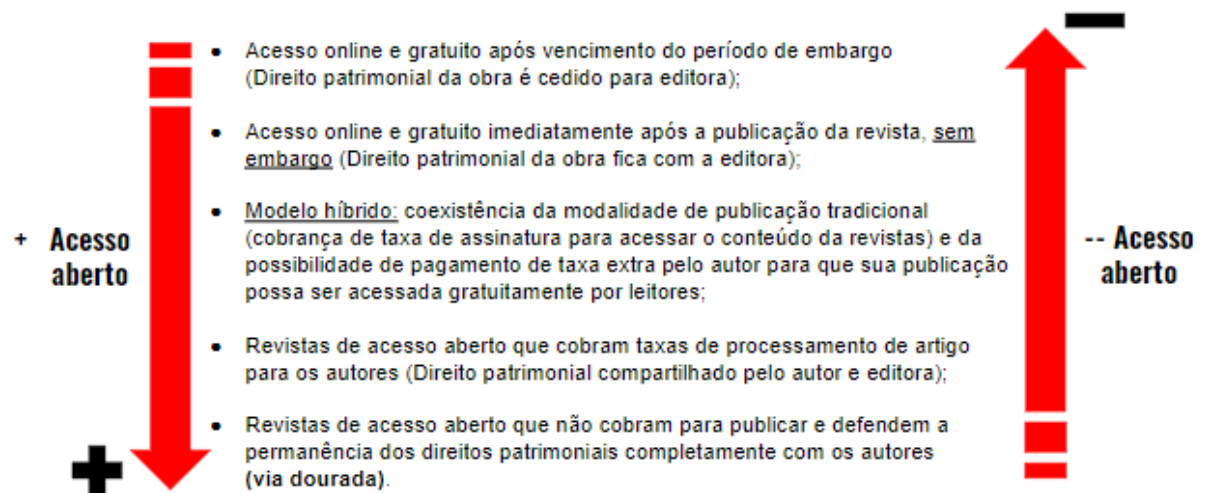 ● Acesso online e gratuito após vencimento do período de embargo
(Direito patrimonial da obra é cedido para editora);
● Acesso online e gratuito imediatamente após a publicação da revista, sem
embargo (Direito patrimonial da obra fica com a editora);
● Modelo híbrido: coexistência da modalidade de publicação tradicional
(cobrança de taxa de assinatura para acessar o conteúdo da revistas) e da
possibilidade de pagamento de taxa extra pelo autor para que sua publicação
possa ser acessada gratuitamente por leitores;
● Revistas de acesso aberto que cobram taxas de processamento de artigo
para os autores (Direito patrimonial compartilhado pelo autor e editora);
● Revistas de acesso aberto que não cobram para publicar e defendem a
permanência dos direitos patrimoniais completamente com os autores
(via dourada).
+ Acesso
aberto
-- Acesso
aberto